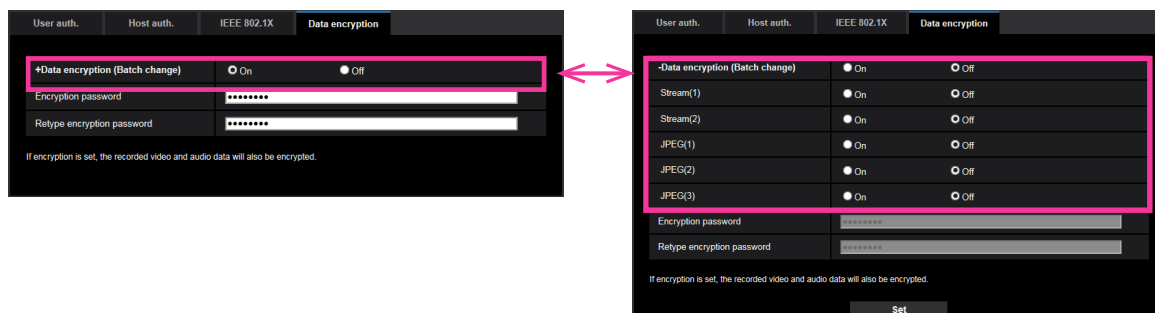 User auth. Host auth. IEEE 802.1X Data encryption
+Data encryption (Batch change) On Off
Encryption password ••••••••
Retype encryption password ••••••••
If encryption is set, the recorded video and audio data will also be encrypted.
User auth. Host auth. IEEE 802.1X Data encryption
-Data encryption (Batch change) On Off
Stream(1) On Off
Stream(2) On Off
JPEG(1) On Off
JPEG(2) On Off
JPEG(3) On Off
Encryption password ••••••••
Retype encryption password ••••••••
If encryption is set, the recorded video and audio data will also be encrypted.
Set